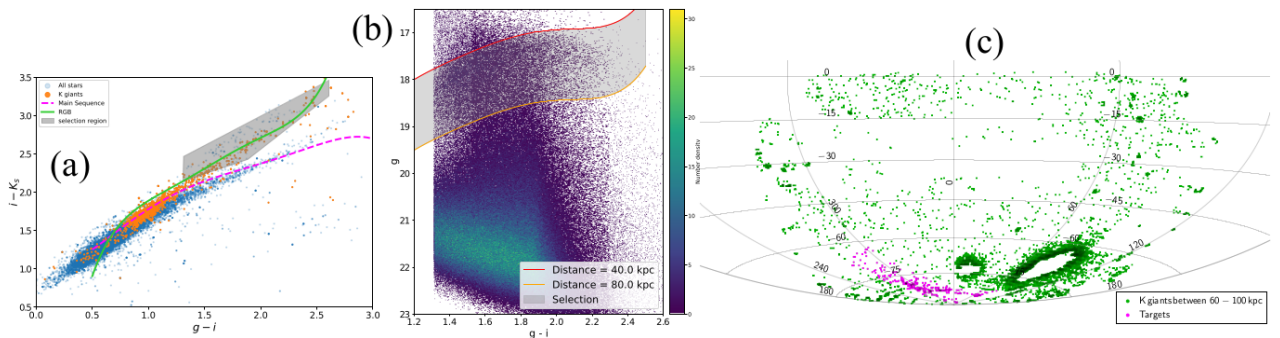 (a)
All stars
K giants
Main Sequence
RGB
selection region
3.5
3.0
2.5
2.0
1.5
1.0
0.5
i − Kₛ
0.0 0.5 1.0 1.5 2.0 2.5 3.0
g − i
(b)
17
18
19
20
21
22
g
Distance = 40.0 kpc
Distance = 80.0 kpc
Selection
1.2 1.4 1.6 1.8 2.0 2.2 2.4 2.6
g - i
30
25
20
15
10
5
0
Number density
(c)
0 0
−15 −15
−30 −30
0
−45
300 60
−60 −60
−75 120
240
180 180
K giantsbetween 60 − 100 kpc
Targets